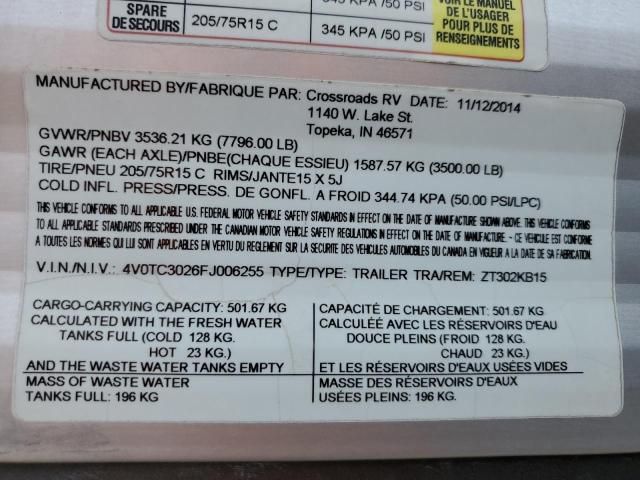 345 KPA /50 PSI
SPARE
DE SECOURS
205/75R15 C
345 KPA /50 PSI
VOIR LE MANUEL
DE L'USAGER
POUR PLUS DE
RENSEIGNEMENTS
MANUFACTURED BY/FABRIQUE PAR: Crossroads RV DATE: 11/12/2014
1140 W. Lake St.
Topeka, IN 46571
GVWR/PNBV 3536.21 KG (7796.00 LB)
GAWR (EACH AXLE)/PNBE(CHAQUE ESSIEU) 1587.57 KG (3500.00 LB)
TIRE/PNEU 205/75R15 C RIMS/JANTE15 X 5J
COLD INFL. PRESS/PRESS. DE GONFL. A FROID 344.74 KPA (50.00 PSI/LPC)
THIS VEHICLE CONFORMS TO ALL APPLICABLE U.S. FEDERAL MOTOR VEHICLE SAFETY STANDARDS IN EFFECT ON THE DATE OF MANUFACTURE SHOWN ABOVE. THIS VEHICLE CONFORMS
TO ALL APPLICABLE STANDARDS PRESCRIBED UNDER THE CANADIAN MOTOR VEHICLE SAFETY REGULATIONS IN EFFECT ON THE DATE OF MANUFACTURE - CE VEHICULE EST CONFORME
A TOUTES LES NORMES QUI LUI SONT APPLICABLES EN VERTU DU REGLEMENT SUR LA SECURITE DES VEHICULES AUTOMOBILES DU CANADA EN VIGUEUR A LA DATE DE SA FABRICATION.
V.I.N./N.I.V.: 4V0TC3026FJ006255 TYPE/TYPE: TRAILER TRA/REM: ZT302KB15
CARGO-CARRYING CAPACITY: 501.67 KG
CALCULATED WITH THE FRESH WATER
TANKS FULL (COLD 128 KG.
HOT 23 KG.)
AND THE WASTE WATER TANKS EMPTY
MASS OF WASTE WATER
TANKS FULL: 196 KG
CAPACITÉ DE CHARGEMENT: 501.67 KG
CALCULÉE AVEC LES RÉSERVOIRS D'EAU
DOUCE PLEINS (FROID 128 KG.
CHAUD 23 KG.)
ET LES RÉSERVOIRS D'EAUX USÉES VIDES
MASSE DES RÉSERVOIRS D'EAUX
USÉES PLEINS: 196 KG.